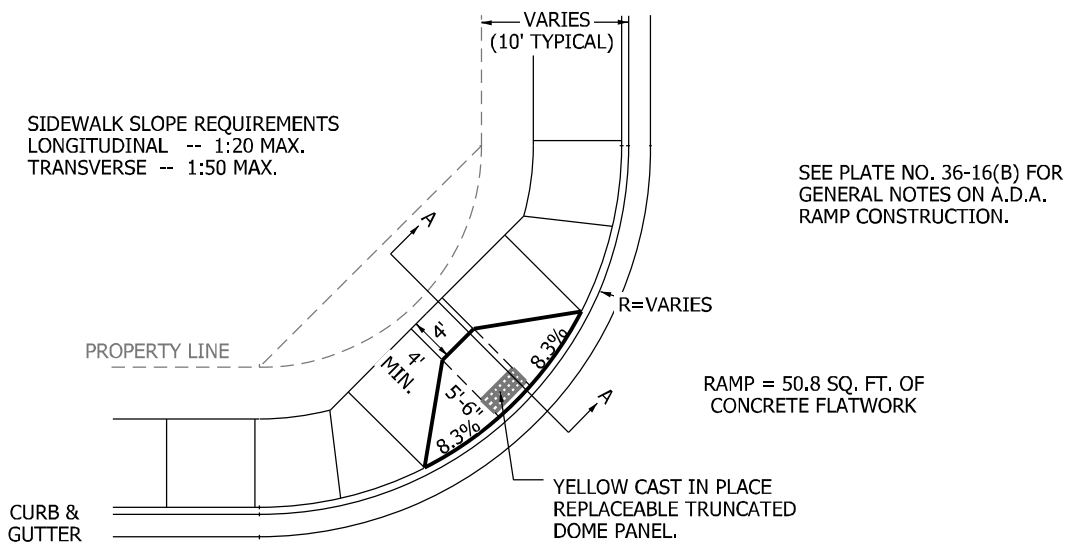 VARIES
(10' TYPICAL)
SIDEWALK SLOPE REQUIREMENTS
LONGITUDINAL -- 1:20 MAX.
TRANSVERSE -- 1:50 MAX.
SEE PLATE NO. 36-16(B) FOR
GENERAL NOTES ON A.D.A.
RAMP CONSTRUCTION.
A
R=VARIES
PROPERTY LINE
4'
4'
MIN.
8.3%
5'-6"
8.3%
A
RAMP = 50.8 SQ. FT. OF
CONCRETE FLATWORK
YELLOW CAST IN PLACE
REPLACEABLE TRUNCATED
DOME PANEL.
CURB &
GUTTER